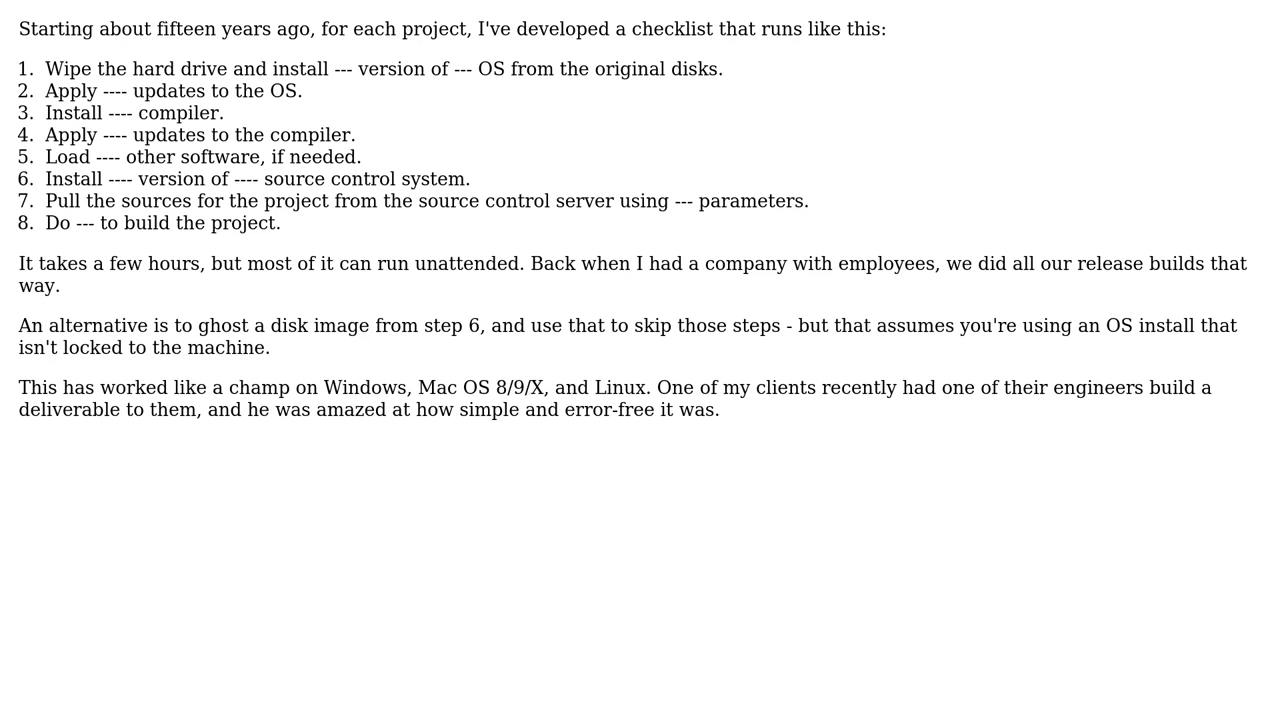 Starting about fifteen years ago, for each project, I've developed a checklist that runs like this:
1. Wipe the hard drive and install --- version of --- OS from the original disks.
2. Apply ---- updates to the OS.
3. Install ---- compiler.
4. Apply ---- updates to the compiler.
5. Load ---- other software, if needed.
6. Install ---- version of ---- source control system.
7. Pull the sources for the project from the source control server using --- parameters.
8. Do --- to build the project.
It takes a few hours, but most of it can run unattended. Back when I had a company with employees, we did all our release builds that
way.
An alternative is to ghost a disk image from step 6, and use that to skip those steps - but that assumes you're using an OS install that
isn't locked to the machine.
This has worked like a champ on Windows, Mac OS 8/9/X, and Linux. One of my clients recently had one of their engineers build a
deliverable to them, and he was amazed at how simple and error-free it was.